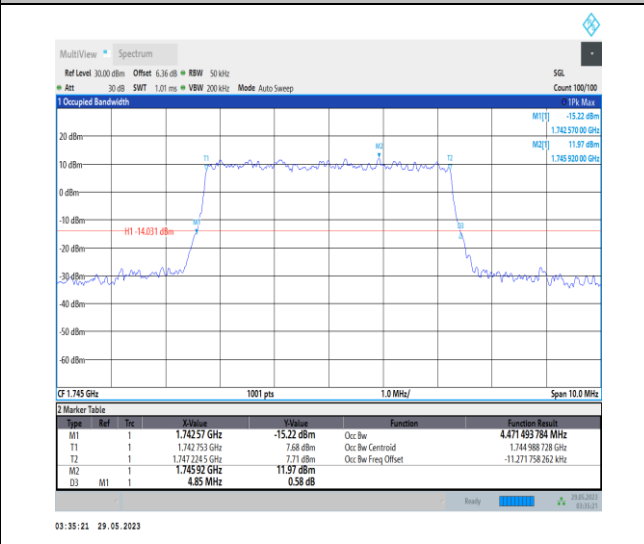 MultiView Spectrum
Ref Level 30.00 dBm Offset 6.36 dB RBW 50 kHz SGL
Att 30 dB SWT 1.01 ms VBW 200 kHz Mode Auto Sweep Count 100/100
1 Occupied Bandwidth 1Pk Max
M1[1] -15.22 dBm
1.742 570 00 GHz
M2[1] 11.97 dBm
1.745 920 00 GHz
20 dBm
M2
T1 T2
10 dBm
0 dBm
-10 dBm
M1 D3
H1 -14.031 dBm
-20 dBm
-30 dBm
-40 dBm
-50 dBm
-60 dBm
CF 1.745 GHz 1001 pts 1.0 MHz/ Span 10.0 MHz
2 Marker Table
Type Ref Trc X-Value Y-Value Function Function Result
M1 1 1.742 57 GHz -15.22 dBm Occ Bw 4.471 493 784 MHz
T1 1 1.742 753 GHz 7.68 dBm Occ Bw Centroid 1.744 988 728 GHz
T2 1 1.747 224 5 GHz 7.71 dBm Occ Bw Freq Offset -11.271 758 262 kHz
M2 1 1.745 92 GHz 11.97 dBm
D3 M1 1 4.85 MHz 0.58 dB
Ready 29.05.2023
03:35:21
03:35:21 29.05.2023